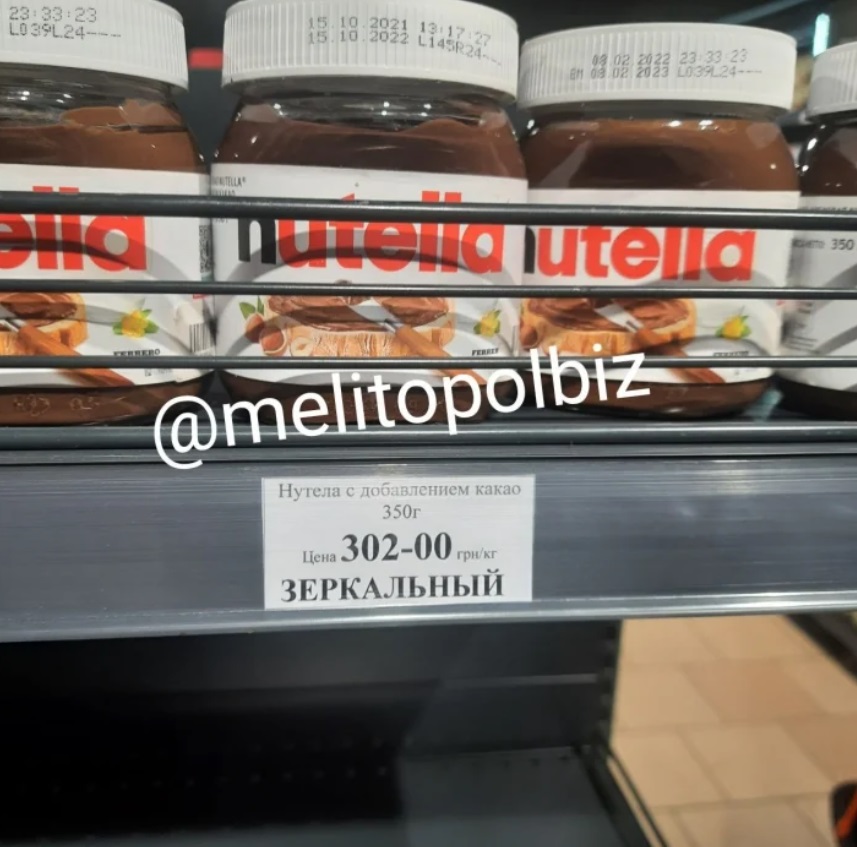 23:33:23
L039L24---
15.10.2021 13:17:27
15.10.2022 L145R24---
08.02.2022 23:33:23
08.02.2023 L039L24---
nutella
nutella
ella
350
FERRERO
@melitopolbiz
Нутела с добавлением какао
350г
Цена 302-00 грн/кг
ЗЕРКАЛЬНЫЙ